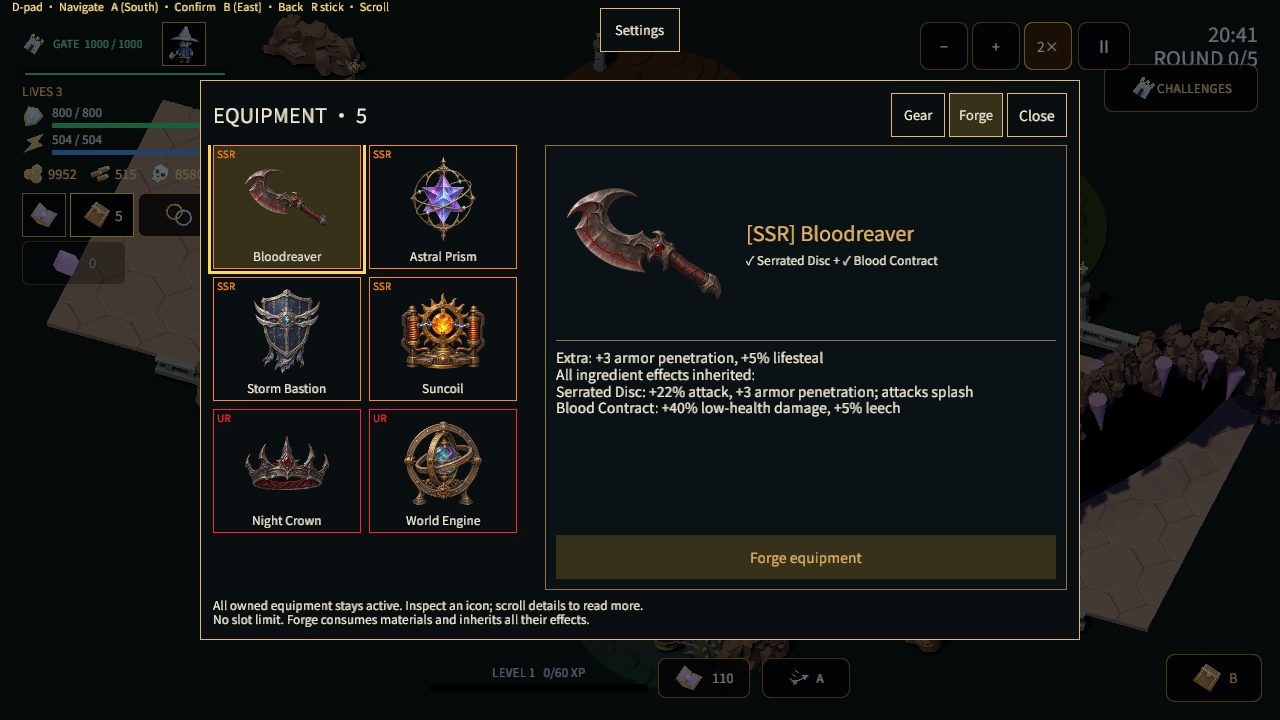 D-pad • Navigate A (South) • Confirm B (East) • Back R stick • Scroll
Settings
GATE 1000 / 1000
− + 2× II
20:41
ROUND 0/5
CHALLENGES
LIVES 3
800 / 800
504 / 504
9952 515 8580
5
0
EQUIPMENT • 5
Gear Forge Close
SSR
Bloodreaver
SSR
Astral Prism
SSR
Storm Bastion
SSR
Suncoil
UR
Night Crown
UR
World Engine
[SSR] Bloodreaver
✓ Serrated Disc + ✓ Blood Contract
Extra: +3 armor penetration, +5% lifesteal
All ingredient effects inherited:
Serrated Disc: +22% attack, +3 armor penetration; attacks splash
Blood Contract: +40% low-health damage, +5% leech
Forge equipment
All owned equipment stays active. Inspect an icon; scroll details to read more.
No slot limit. Forge consumes materials and inherits all their effects.
LEVEL 1 0/60 XP
110
A
B